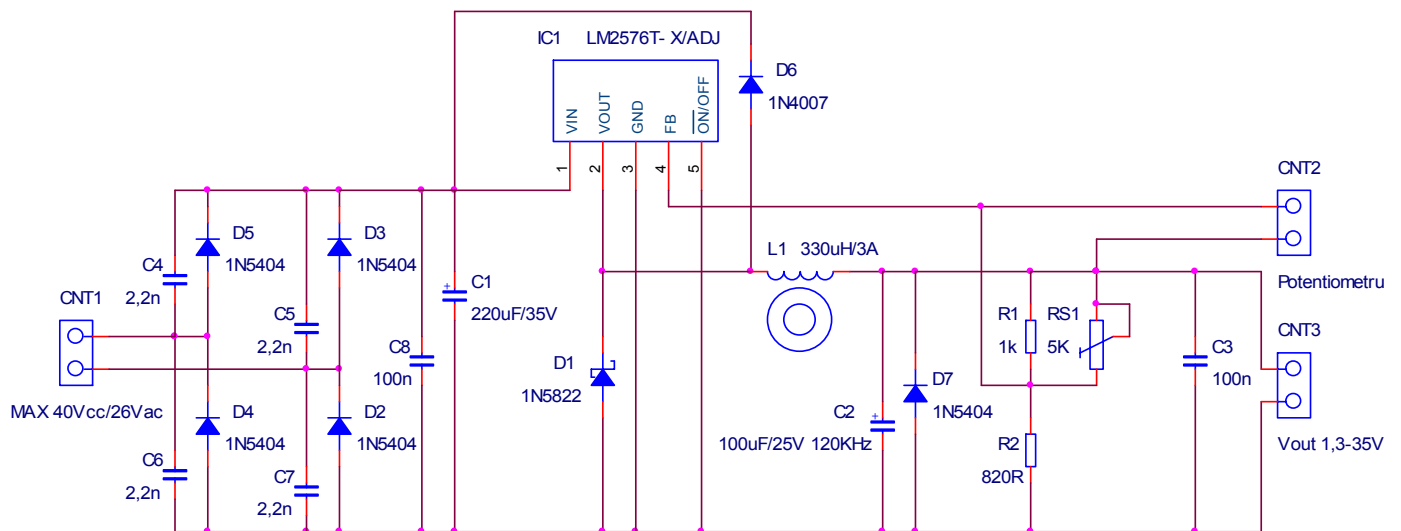 IC1 LM2576T- X/ADJ
VIN
VOUT
GND
FB
ON/OFF
1
2
3
4
5
D6
1N4007
CNT2
Potentiometru
D5
1N5404
D3
1N5404
C4
2,2n
CNT1
MAX 40Vcc/26Vac
C5
2,2n
C8
100n
C1
+
220uF/35V
L1 330uH/3A
D1
1N5822
R1
1k
RS1
5K
C3
100n
CNT3
Vout 1,3-35V
D4
1N5404
D2
1N5404
C6
2,2n
C7
2,2n
C2
+
100uF/25V 120KHz
D7
1N5404
R2
820R